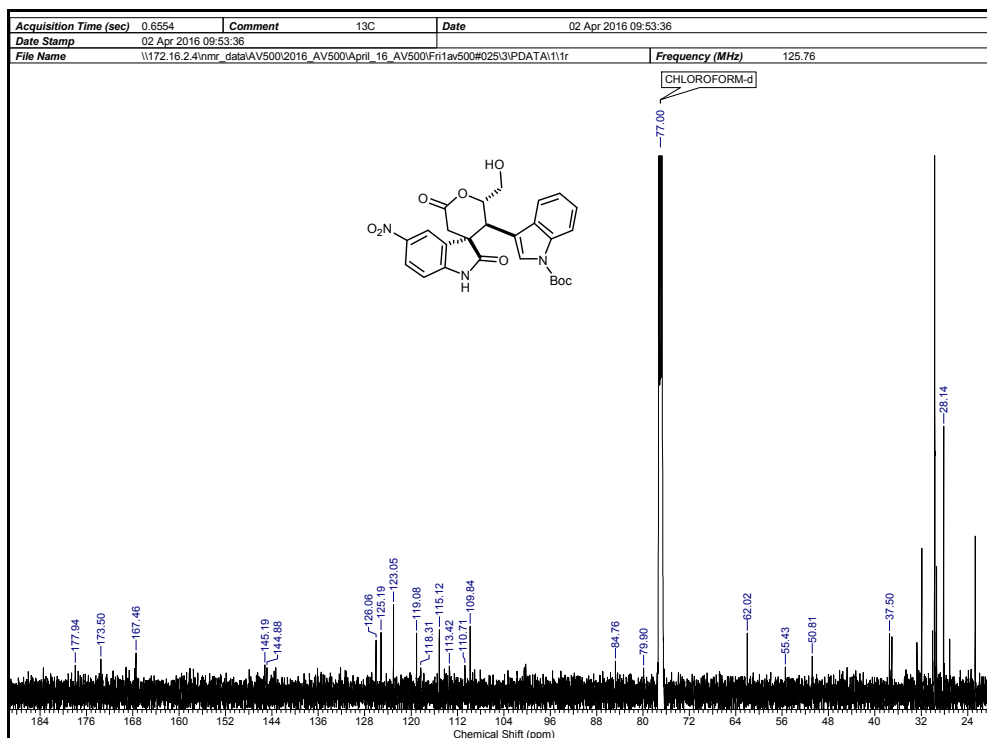 Acquisition Time (sec) 0.6554 Comment 13C Date 02 Apr 2016 09:53:36
Date Stamp 02 Apr 2016 09:53:36
File Name \\172.16.2.4\nmr_data\AV500\2016_AV500\April_16_AV500\Fri1av500#025\3\PDATA\1\1r Frequency (MHz) 125.76
CHLOROFORM-d
77.00
HO
O
O
O2N
O
N
H
N
Boc
28.14
177.94
173.50
167.46
145.19
144.88
126.06
125.19
123.05
119.08
118.31
115.12
113.42
110.71
109.84
84.76
79.90
62.02
55.43
50.81
37.50
184 176 168 160 152 144 136 128 120 112 104 96 88 80 72 64 56 48 40 32 24
Chemical Shift (ppm)